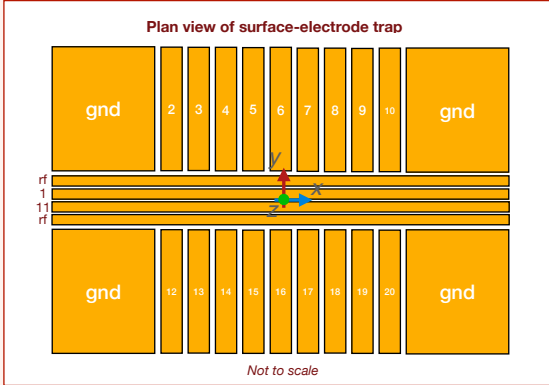 Plan view of surface-electrode trap
gnd 2 3 4 5 6 7 8 9 10 gnd
y
rf
1 x
11
rf z
gnd 12 13 14 15 16 17 18 19 20 gnd
Not to scale